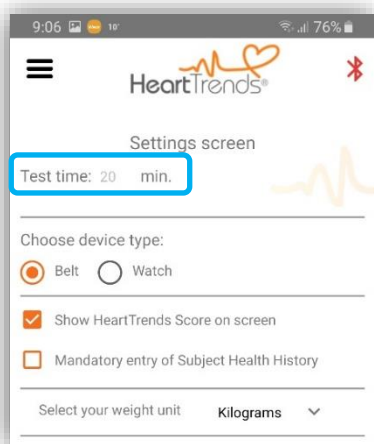 9:06 10° 76%
HeartTrends®
Settings screen
Test time: 20 min.
Choose device type:
Belt Watch
Show HeartTrends Score on screen
Mandatory entry of Subject Health History
Select your weight unit Kilograms